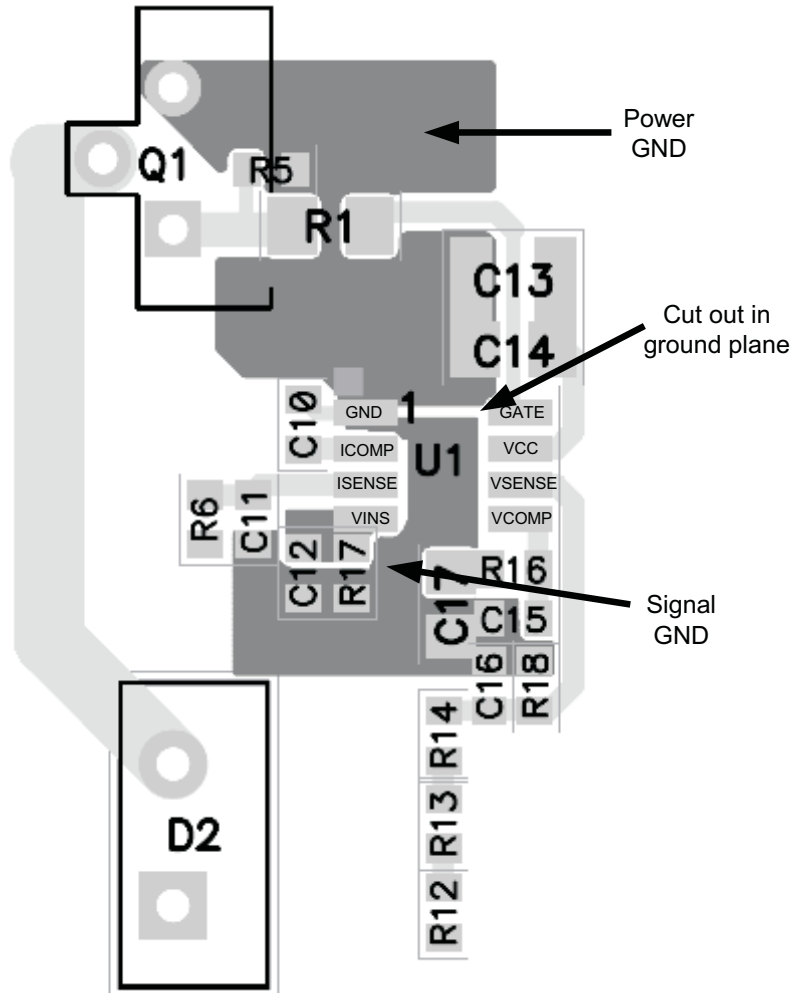 Power
GND
Q1
R5
R1
C13
Cut out in
ground plane
C14
C10
GND
1
GATE
ICOMP
U1
VCC
ISENSE
VSENSE
R6
C11
VINS
VCOMP
C12
R17
C17
R16
Signal
GND
C15
C16
R18
R14
R13
D2
R12